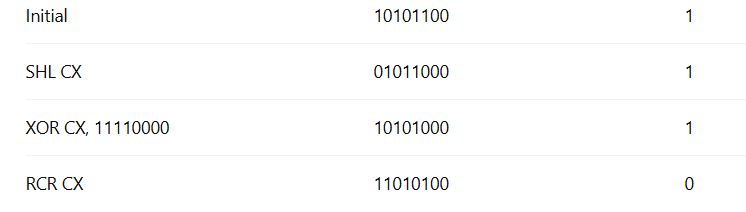 Initial 10101100 1
SHL CX 01011000 1
XOR CX, 11110000 10101000 1
RCR CX 11010100 0